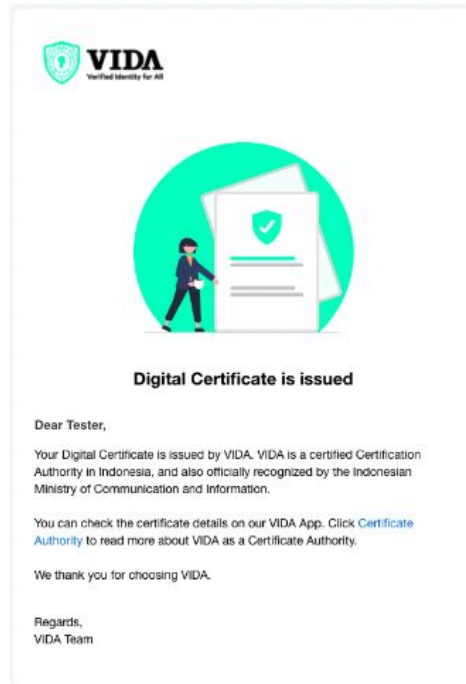 VIDA
Verified Identity for All
Digital Certificate is issued
Dear Tester,
Your Digital Certificate is issued by VIDA. VIDA is a certified Certification
Authority in Indonesia, and also officially recognized by the Indonesian
Ministry of Communication and Information.
You can check the certificate details on our VIDA App. Click Certificate
Authority to read more about VIDA as a Certificate Authority.
We thank you for choosing VIDA.
Regards,
VIDA Team